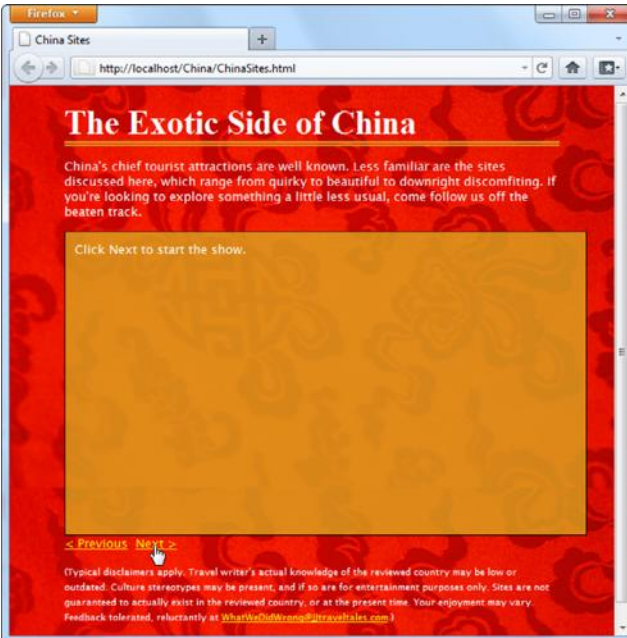 Firefox
China Sites
http://localhost/China/ChinaSites.html
The Exotic Side of China
China's chief tourist attractions are well known. Less familiar are the sites
discussed here, which range from quirky to beautiful to downright discomfiting. If
you're looking to explore something a little less usual, come follow us off the
beaten track.
Click Next to start the show.
< Previous Next >
(Typical disclaimers apply. Travel writer's actual knowledge of the reviewed country may be low or
outdated. Culture stereotypes may be present, and if so are for entertainment purposes only. Sites are not
guaranteed to actually exist in the reviewed country, or at the present time. Your enjoyment may vary.
Feedback tolerated, reluctantly at WhatWeDidWrong@jjtraveltales.com.)